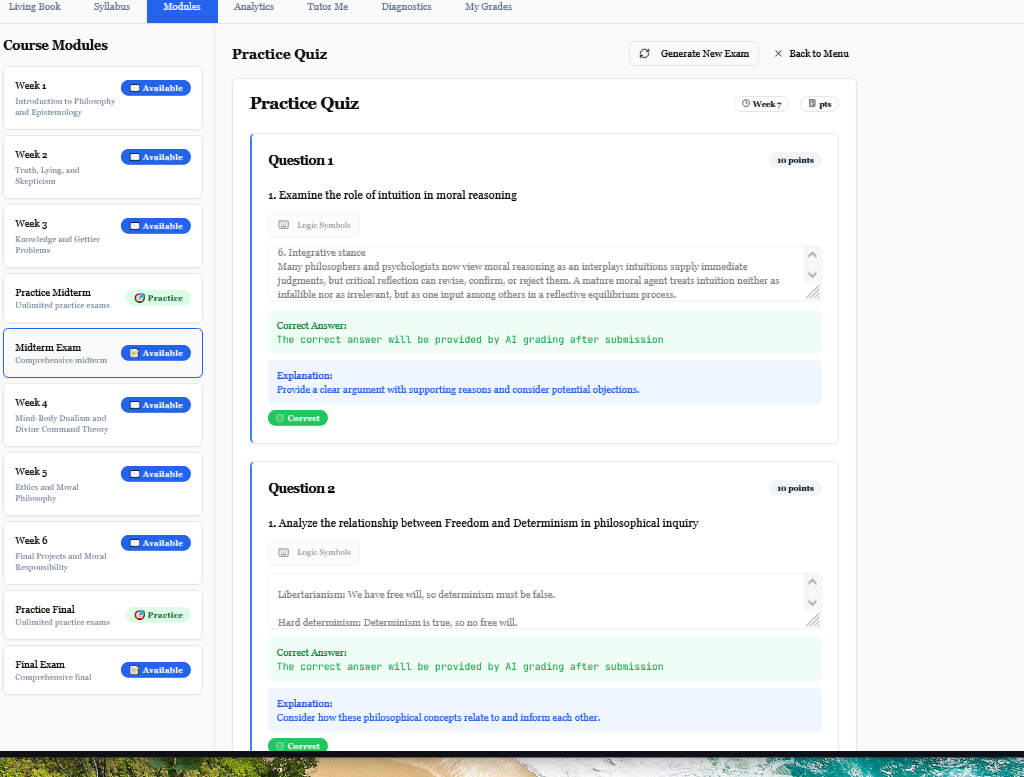 Living Book
Syllabus
Modules
Analytics
Tutor Me
Diagnostics
My Grades
Course Modules
Week 1
Available
Introduction to Philosophy
and Epistemology
Week 2
Available
Truth, Lying, and
Skepticism
Week 3
Available
Knowledge and Gettier
Problems
Practice Midterm
Practice
Unlimited practice exams
Midterm Exam
Available
Comprehensive midterm
Week 4
Available
Mind-Body Dualism and
Divine Command Theory
Week 5
Available
Ethics and Moral
Philosophy
Week 6
Available
Final Projects and Moral
Responsibility
Practice Final
Practice
Unlimited practice exams
Final Exam
Available
Comprehensive final
Practice Quiz
Generate New Exam
Back to Menu
Practice Quiz
Week 7
pts
Question 1
10 points
1. Examine the role of intuition in moral reasoning
Logic Symbols
6. Integrative stance
Many philosophers and psychologists now view moral reasoning as an interplay: intuitions supply immediate
judgments, but critical reflection can revise, confirm, or reject them. A mature moral agent treats intuition neither as
infallible nor as irrelevant, but as one input among others in a reflective equilibrium process.
Correct Answer:
The correct answer will be provided by AI grading after submission
Explanation:
Provide a clear argument with supporting reasons and consider potential objections.
Correct
Question 2
10 points
1. Analyze the relationship between Freedom and Determinism in philosophical inquiry
Logic Symbols
Libertarianism: We have free will, so determinism must be false.
Hard determinism: Determinism is true, so no free will.
Correct Answer:
The correct answer will be provided by AI grading after submission
Explanation:
Consider how these philosophical concepts relate to and inform each other.
Correct